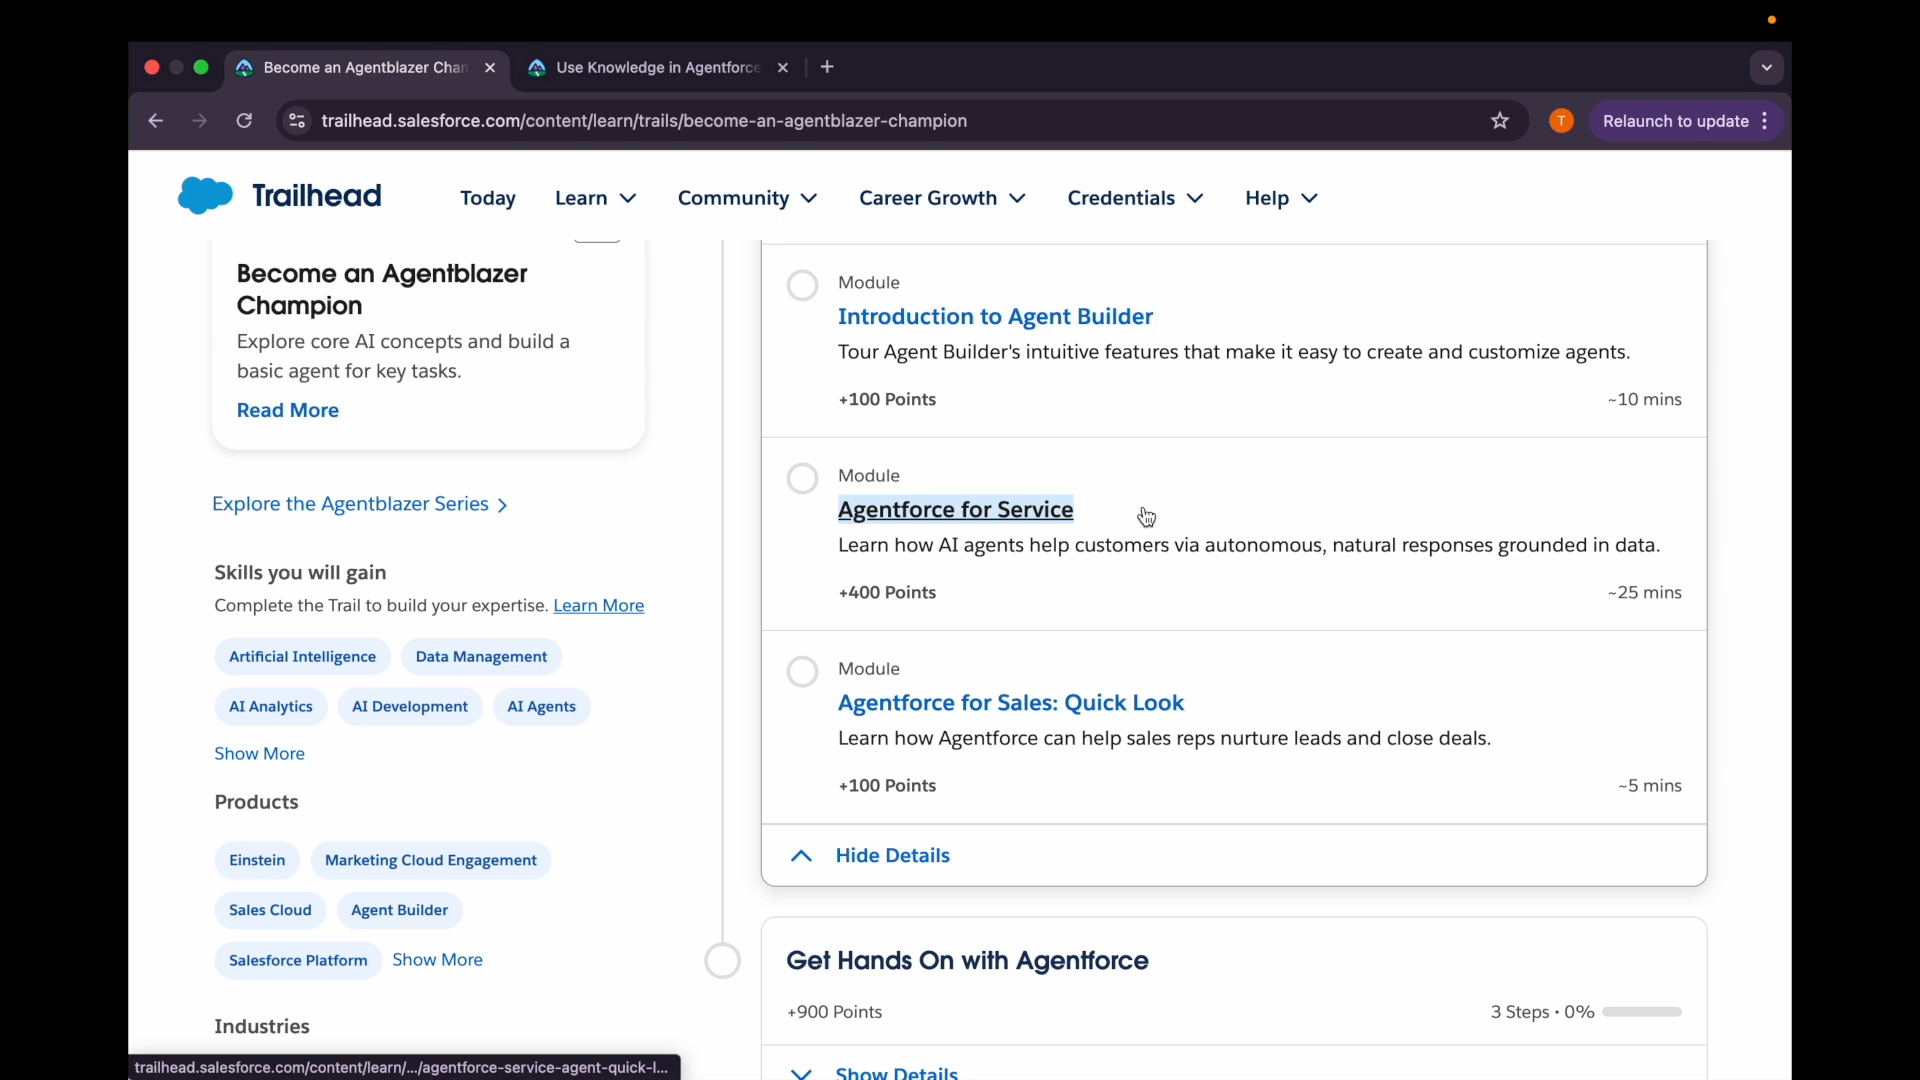 Become an Agentblazer Cham
Use Knowledge in Agentforce
trailhead.salesforce.com/content/learn/trails/become-an-agentblazer-champion
T
Relaunch to update
Trailhead
Today
Learn
Community
Career Growth
Credentials
Help
Become an Agentblazer
Champion
Explore core AI concepts and build a
basic agent for key tasks.
Read More
Explore the Agentblazer Series
Skills you will gain
Complete the Trail to build your expertise. Learn More
Artificial Intelligence
Data Management
AI Analytics
AI Development
AI Agents
Show More
Products
Einstein
Marketing Cloud Engagement
Sales Cloud
Agent Builder
Salesforce Platform
Show More
Industries
Module
Introduction to Agent Builder
Tour Agent Builder's intuitive features that make it easy to create and customize agents.
+100 Points
~10 mins
Module
Agentforce for Service
Learn how AI agents help customers via autonomous, natural responses grounded in data.
+400 Points
~25 mins
Module
Agentforce for Sales: Quick Look
Learn how Agentforce can help sales reps nurture leads and close deals.
+100 Points
~5 mins
Hide Details
Get Hands On with Agentforce
+900 Points
3 Steps • 0%
Show Details
trailhead.salesforce.com/content/learn/.../agentforce-service-agent-quick-l...